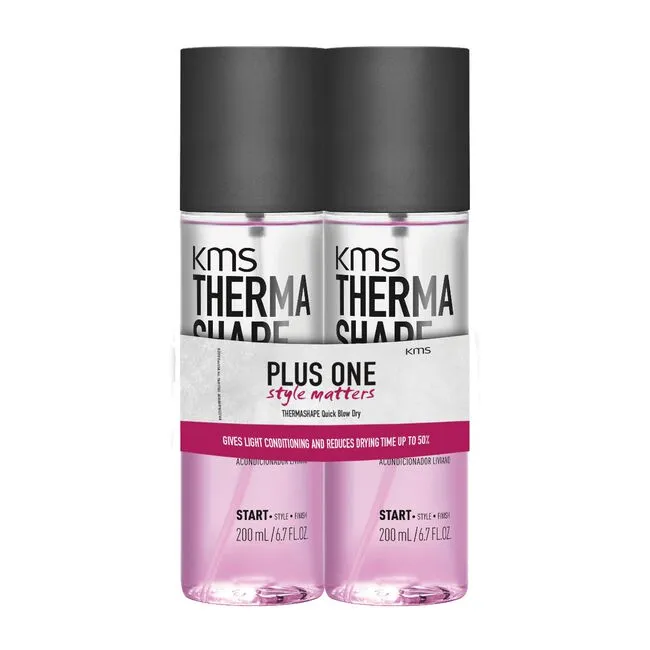 KMS
THERMA
SHAPE
KMS
THERMA
SHAPE
KMS
PLUS ONE
style matters
THERMASHAPE Quick Blow Dry
GIVES LIGHT CONDITIONING AND REDUCES DRYING TIME UP TO 50%
ACONDICIONADOR LIVIANO
ACONDICIONADOR LIVIANO
START • STYLE • FINISH
200 mL/6.7 FL.OZ.
START • STYLE • FINISH
200 mL/6.7 FL.OZ.